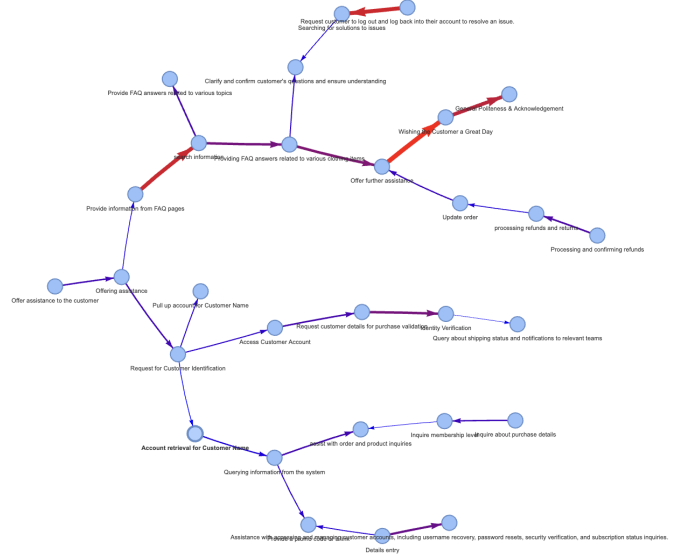 Request customer to log out and log back into their account to resolve an issue.
Searching for solutions to issues
Clarify and confirm customer's questions and ensure understanding
Provide FAQ answers related to various topics
General Politeness & Acknowledgement
Wishing the Customer a Great Day
search information
Providing FAQ answers related to various clothing items
Offer further assistance
Provide information from FAQ pages
Update order
processing refunds and returns
Processing and confirming refunds
Offering assistance
Offer assistance to the customer
Pull up account for Customer Name
Request customer details for purchase validation
Identity Verification
Query about shipping status and notifications to relevant teams
Access Customer Account
Request for Customer Identification
Inquire membership level
Inquire about purchase details
assist with order and product inquiries
Account retrieval for Customer Name
Querying information from the system
Assistance with accessing and managing customer accounts, including username recovery, password resets, security verification, and subscription status inquiries.
Provide a promo code
Details entry